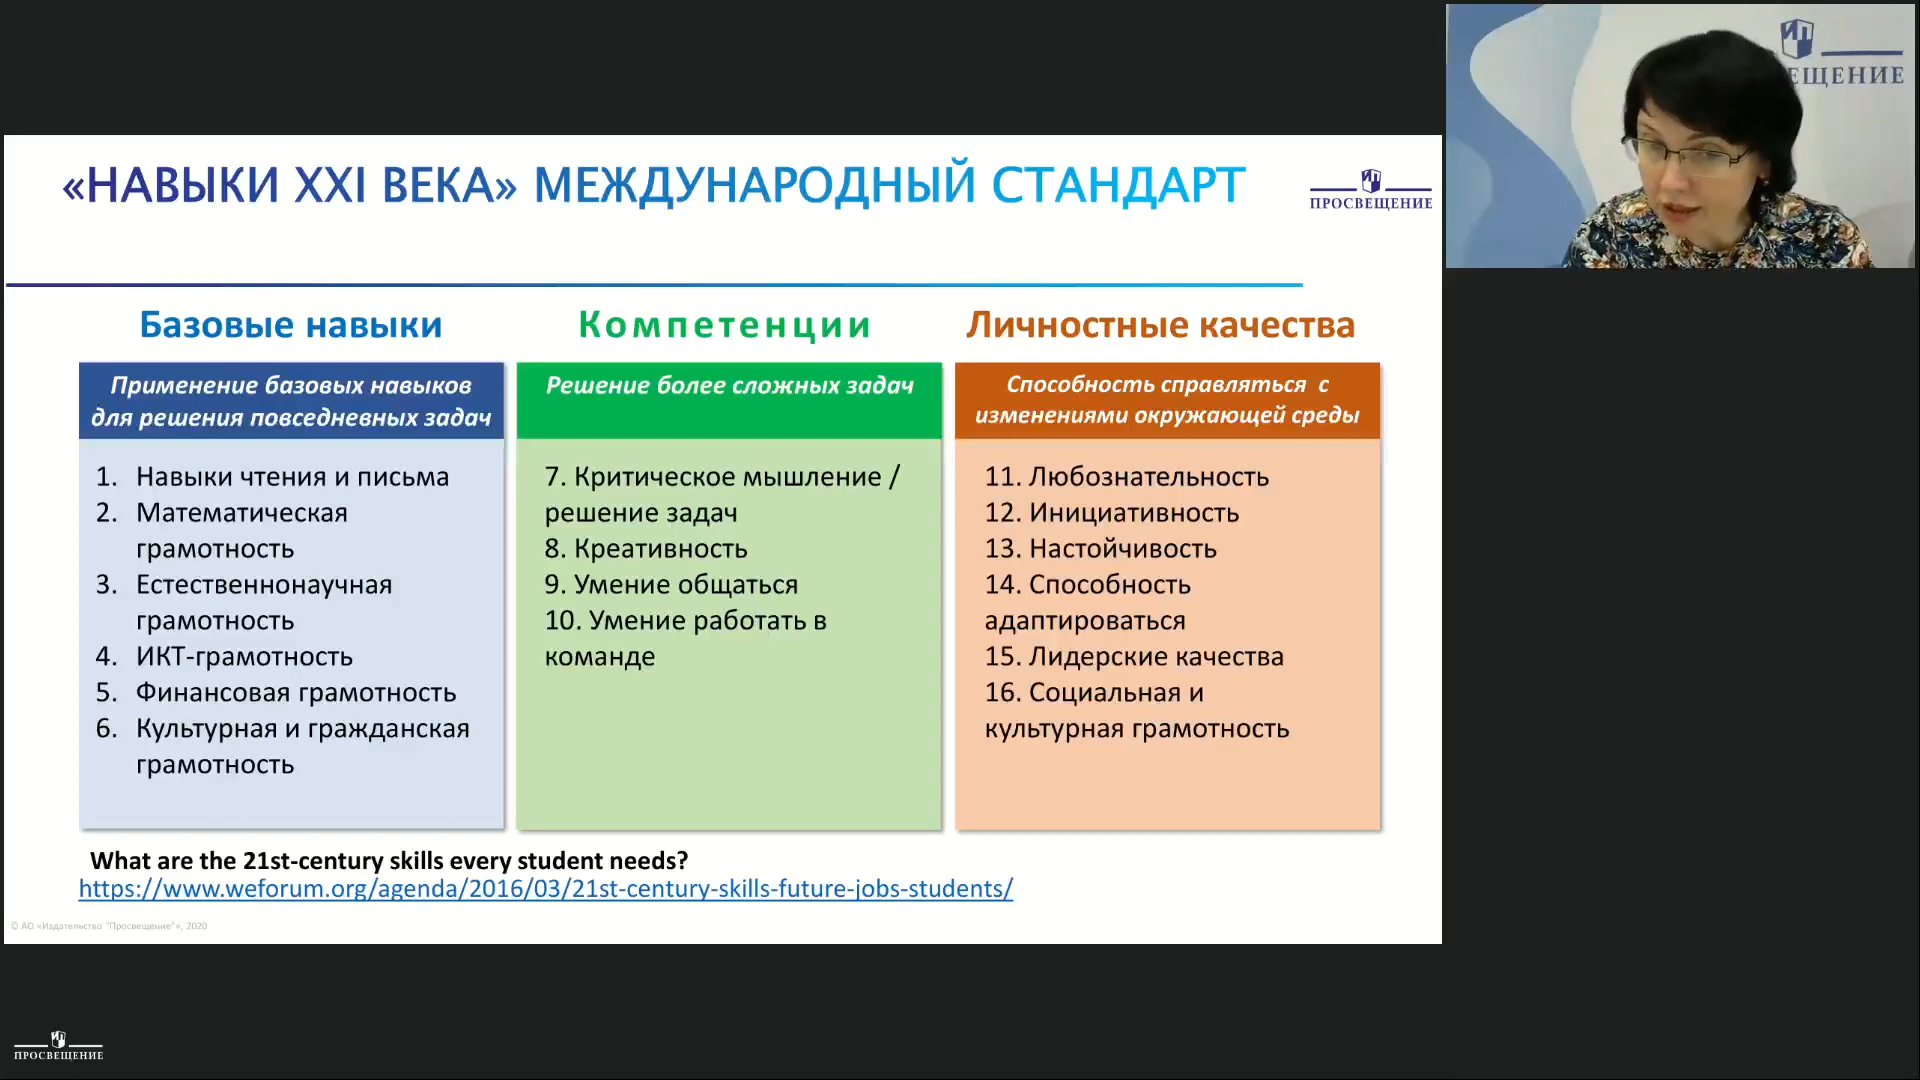 «НАВЫКИ XXI ВЕКА» МЕЖДУНАРОДНЫЙ СТАНДАРТ
ПРОСВЕЩЕНИЕ
ЕЩЕНИЕ
Базовые навыки
Применение базовых навыков
для решения повседневных задач
1. Навыки чтения и письма
2. Математическая
грамотность
3. Естественнонаучная
грамотность
4. ИКТ-грамотность
5. Финансовая грамотность
6. Культурная и гражданская
грамотность
Компетенции
Решение более сложных задач
7. Критическое мышление /
решение задач
8. Креативность
9. Умение общаться
10. Умение работать в
команде
Личностные качества
Способность справляться с
изменениями окружающей среды
11. Любознательность
12. Инициативность
13. Настойчивость
14. Способность
адаптироваться
15. Лидерские качества
16. Социальная и
культурная грамотность
What are the 21st-century skills every student needs?
https://www.weforum.org/agenda/2016/03/21st-century-skills-future-jobs-students/
© АО «Издательство "Просвещение"», 2020
ПРОСВЕЩЕНИЕ